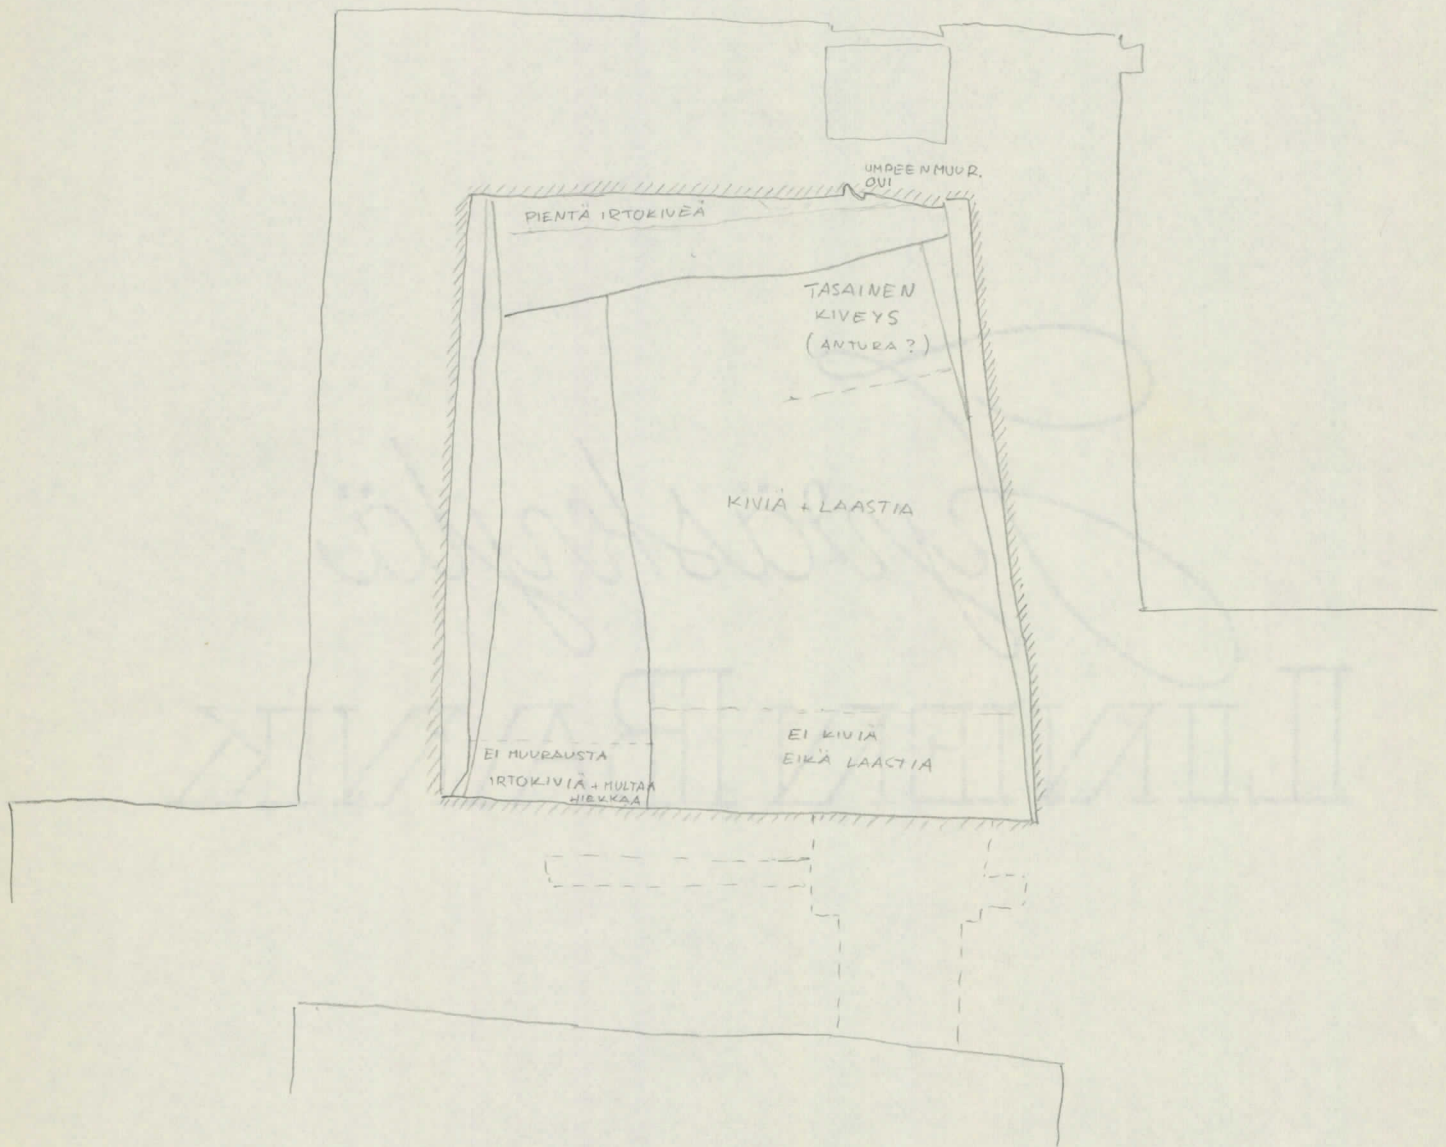 UMPEENMUUR.
OVI
PIENTÄ IRTOKIVEÄ
TASAINEN
KIVEYS
(ANTURA?)
KIVIÄ + LAASTIA
EI KIVIÄ
EIKÄ LAASTIA
EI MUURAUSTA
IRTOKIVIÄ + MULTAA
HIEKKAA